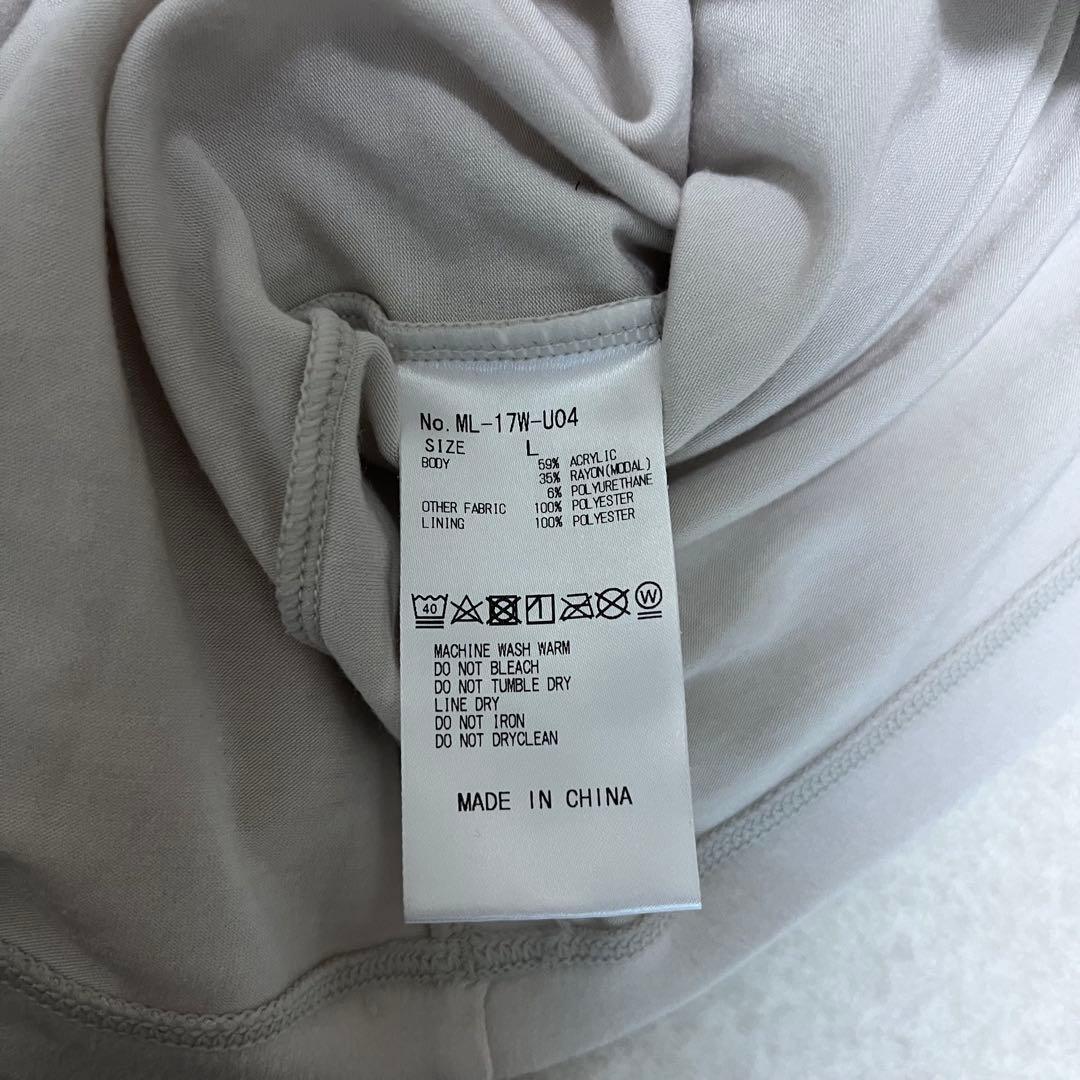 No. ML-17W-U04
SIZE L
BODY 59% ACRYLIC
35% RAYON(MODAL)
6% POLYURETHANE
OTHER FABRIC 100% POLYESTER
LINING 100% POLYESTER
40 W
MACHINE WASH WARM
DO NOT BLEACH
DO NOT TUMBLE DRY
LINE DRY
DO NOT IRON
DO NOT DRYCLEAN
MADE IN CHINA